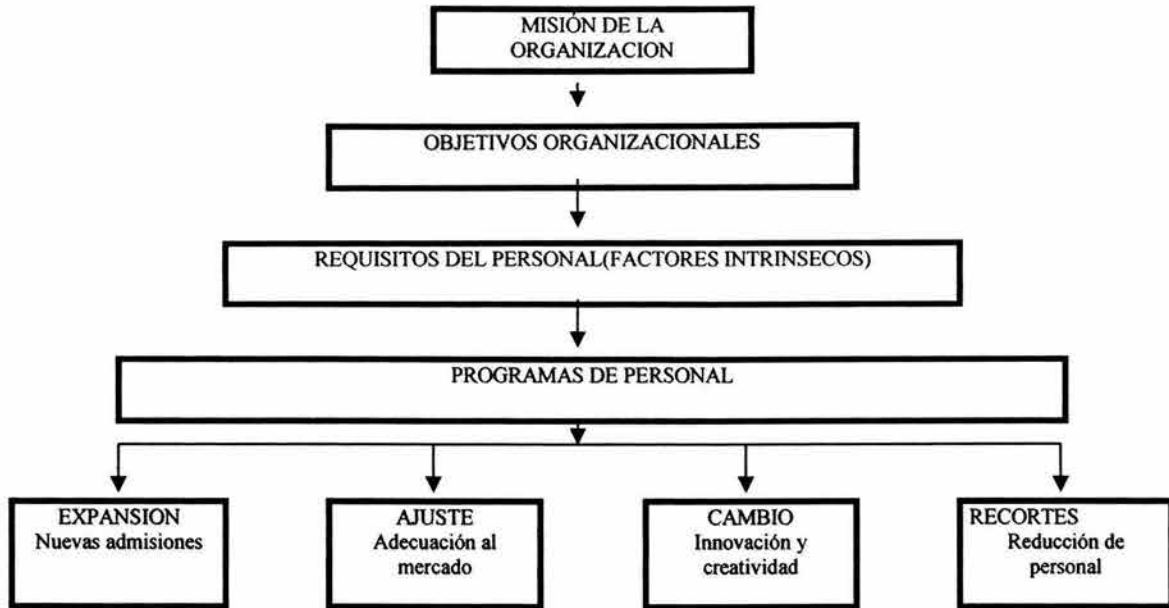 MISIÓN DE LA
ORGANIZACION
OBJETIVOS ORGANIZACIONALES
REQUISITOS DEL PERSONAL(FACTORES INTRINSECOS)
PROGRAMAS DE PERSONAL
EXPANSION
Nuevas admisiones
AJUSTE
Adecuación al
mercado
CAMBIO
Innovación y
creatividad
RECORTES
Reducción de
personal